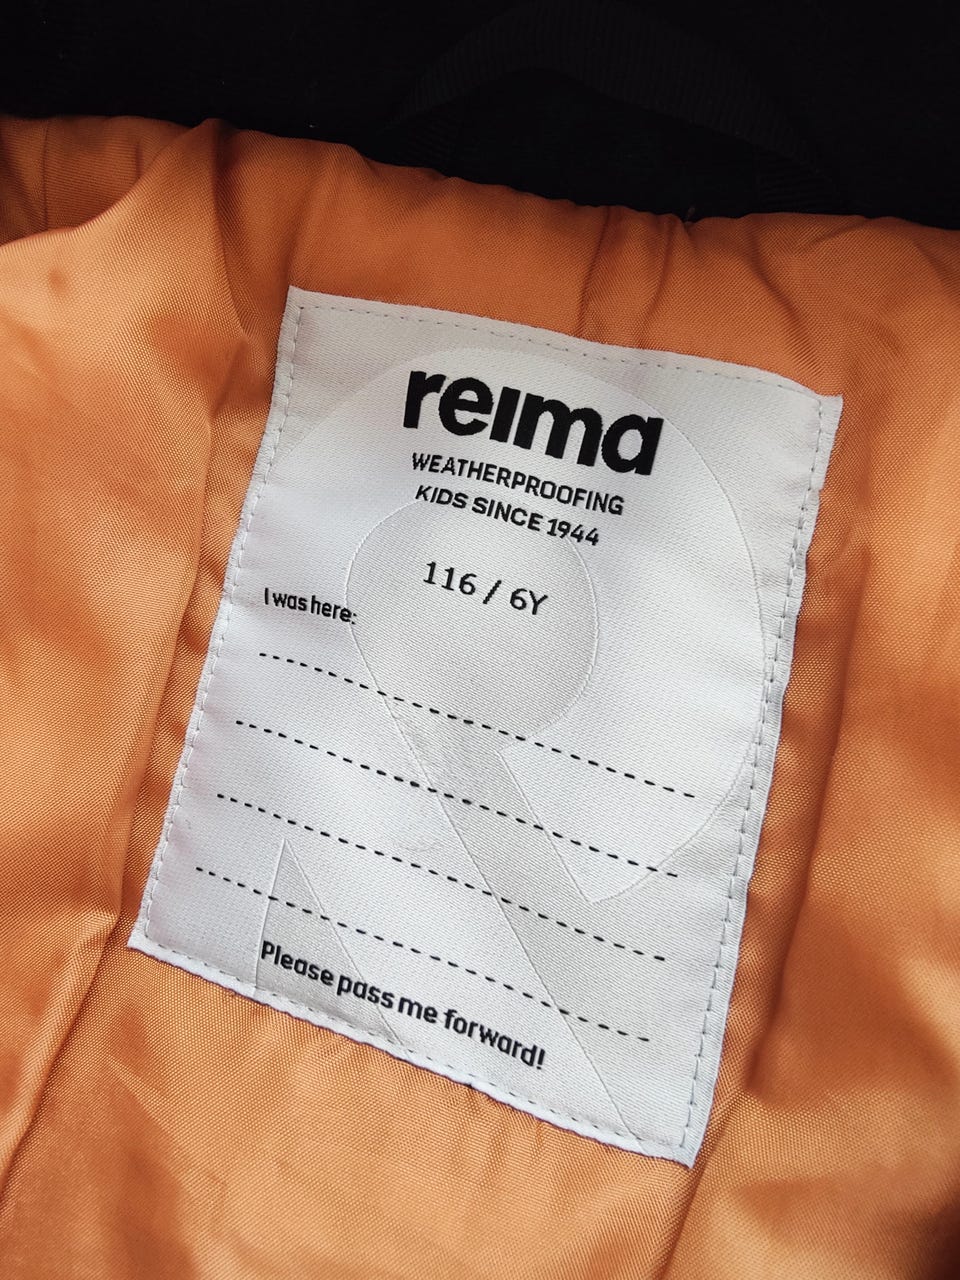 reima
WEATHERPROOFING
KIDS SINCE 1944
116 / 6Y
I was here:
Please pass me forward!